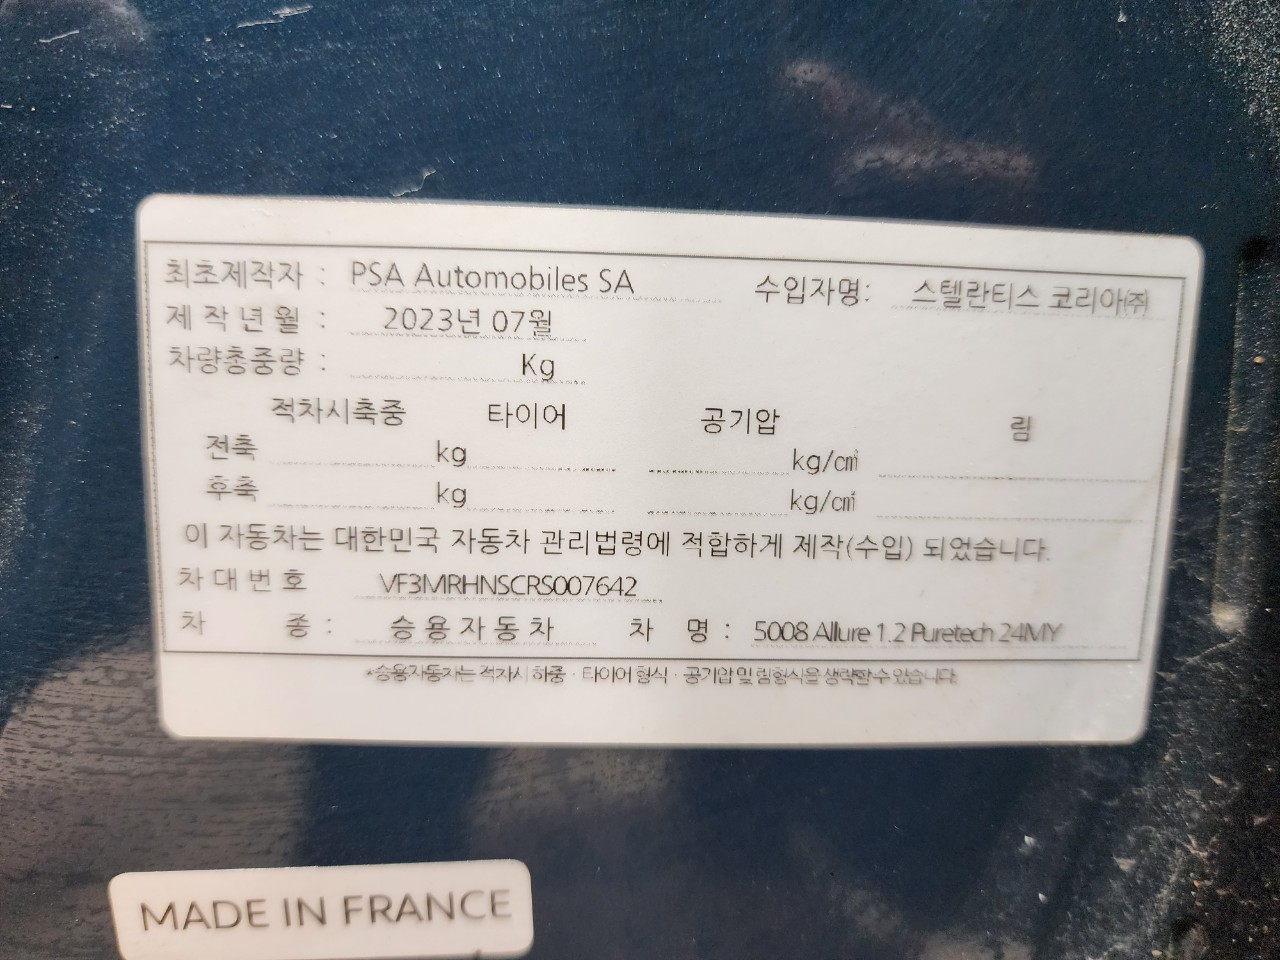 최초제작자 : PSA Automobiles SA 수입자명: 스텔란티스 코리아㈜
제 작 년 월 : 2023년 07월
차량총중량 : Kg
적차시축중 타이어 공기압 림
전축 kg kg/㎠
후축 kg kg/㎠
이 자동차는 대한민국 자동차 관리법령에 적합하게 제작(수입) 되었습니다.
차 대 번 호 VF3MRHNSCRS007642
차 종 : 승 용 자 동 차 차 명 : 5008 Allure 1.2 Puretech 24MY
*승용자동차는 적차시 하중 · 타이어 형식 · 공기압 및 림형식을 생략할 수 있습니다.
MADE IN FRANCE